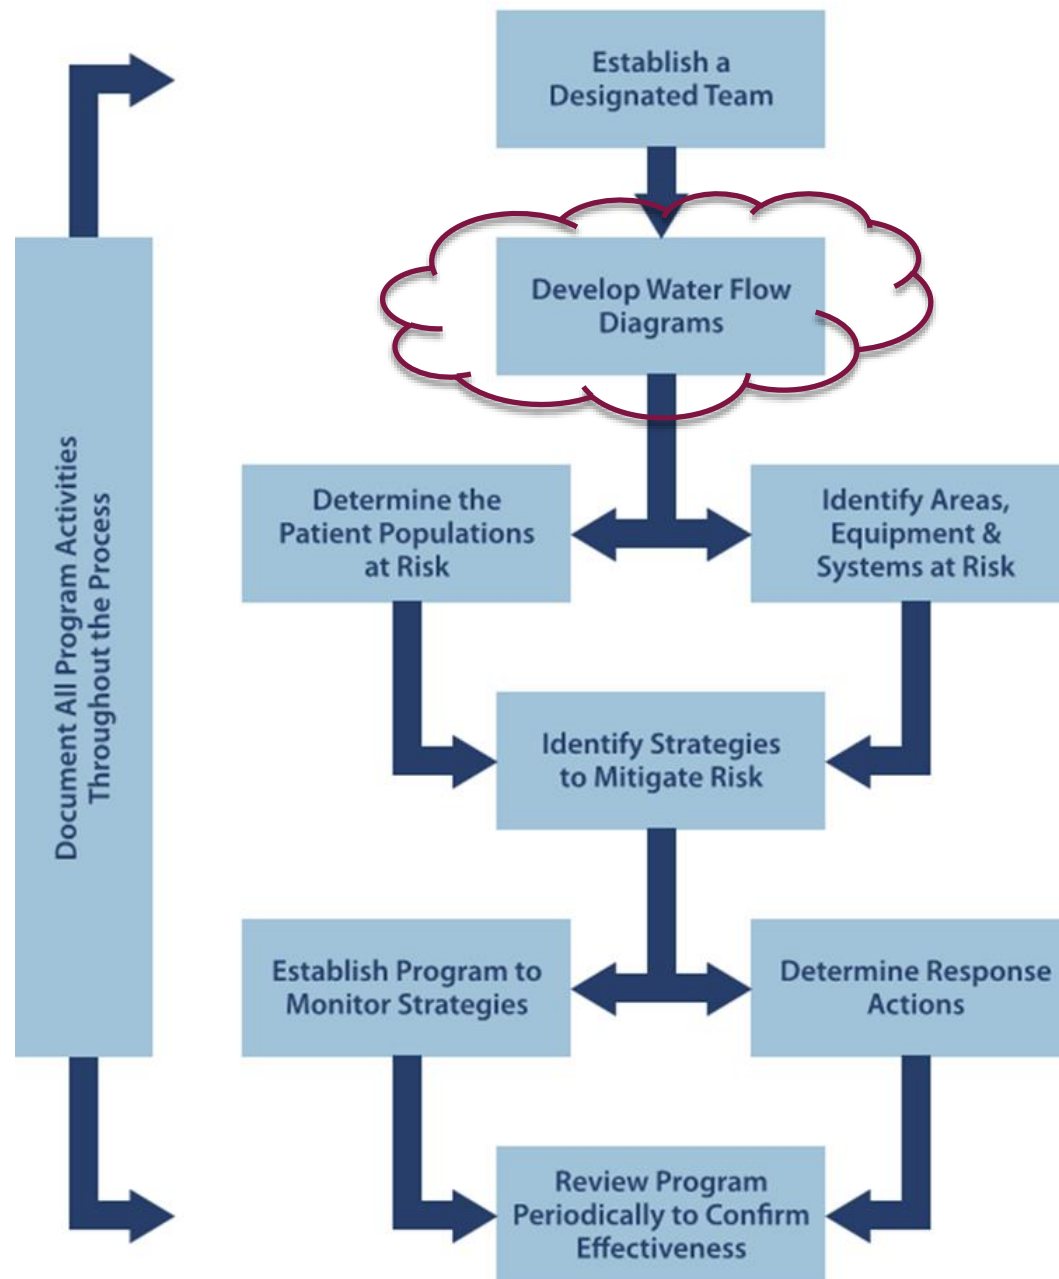 Establish a
Designated Team
Develop Water Flow
Diagrams
Determine the
Patient Populations
at Risk
Identify Areas,
Equipment &
Systems at Risk
Identify Strategies
to Mitigate Risk
Establish Program to
Monitor Strategies
Determine Response
Actions
Review Program
Periodically to Confirm
Effectiveness
Document All Program Activities
Throughout the Process